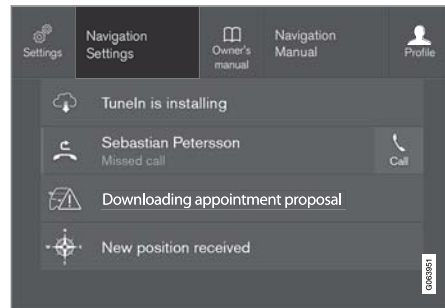 Settings
Navigation
Settings
Owner's
manual
Navigation
Manual
Profile
TuneIn is installing
Sebastian Petersson
Missed call
Call
Downloading appointment proposal
New position received
G063951